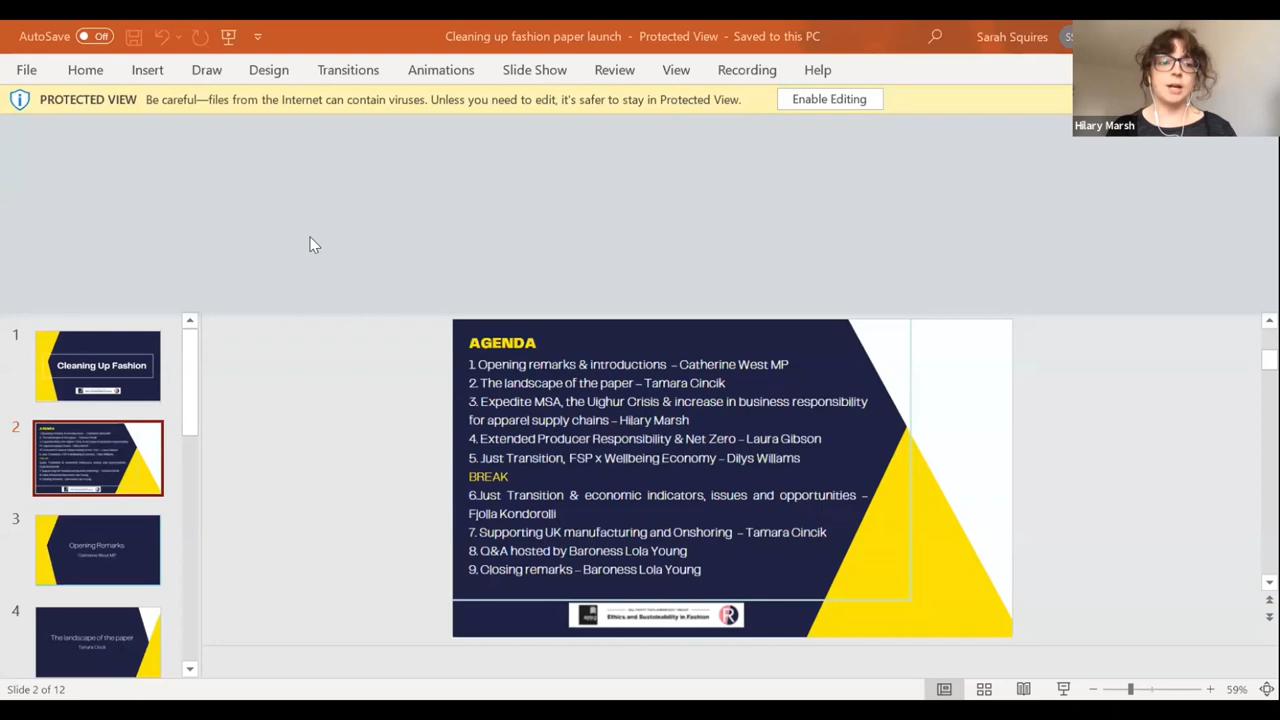 AutoSave Off
Cleaning up fashion paper launch - Protected View - Saved to this PC
Sarah Squires
File Home Insert Draw Design Transitions Animations Slide Show Review View Recording Help
PROTECTED VIEW Be careful—files from the Internet can contain viruses. Unless you need to edit, it's safer to stay in Protected View. Enable Editing
Hilary Marsh
1
Cleaning Up Fashion
2
3
Opening Remarks
Catherine West MP
4
The landscape of the paper
Tamara Cincik
AGENDA
1. Opening remarks & introductions - Catherine West MP
2. The landscape of the paper – Tamara Cincik
3. Expedite MSA, the Uighur Crisis & increase in business responsibility
for apparel supply chains – Hilary Marsh
4. Extended Producer Responsibility & Net Zero – Laura Balson
5. Just Transition, FSP x Wellbeing Economy – Dilys Williams
BREAK
6.Just Transition & economic indicators, issues and opportunities –
Fjolla Kondorolli
7. Supporting UK manufacturing and Onshoring – Tamara Cincik
8. Q&A hosted by Baroness Lola Young
9. Closing remarks – Baroness Lola Young
Ethics and Sustainability in Fashion
Slide 2 of 12
59%